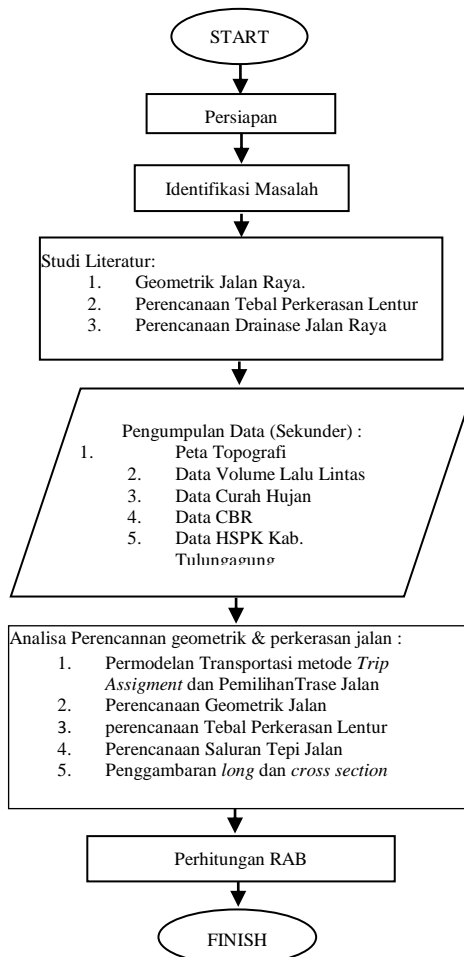 START
Persiapan
Identifikasi Masalah
Studi Literatur:
1. Geometrik Jalan Raya.
2. Perencanaan Tebal Perkerasan Lentur
3. Perencanaan Drainase Jalan Raya
Pengumpulan Data (Sekunder) :
1. Peta Topografi
2. Data Volume Lalu Lintas
3. Data Curah Hujan
4. Data CBR
5. Data HSPK Kab.
Tulungagung
Analisa Perencannan geometrik & perkerasan jalan :
1. Permodelan Transportasi metode Trip
Assigment dan PemilihanTrase Jalan
2. Perencanaan Geometrik Jalan
3. perencanaan Tebal Perkerasan Lentur
4. Perencanaan Saluran Tepi Jalan
5. Penggambaran long dan cross section
Perhitungan RAB
FINISH